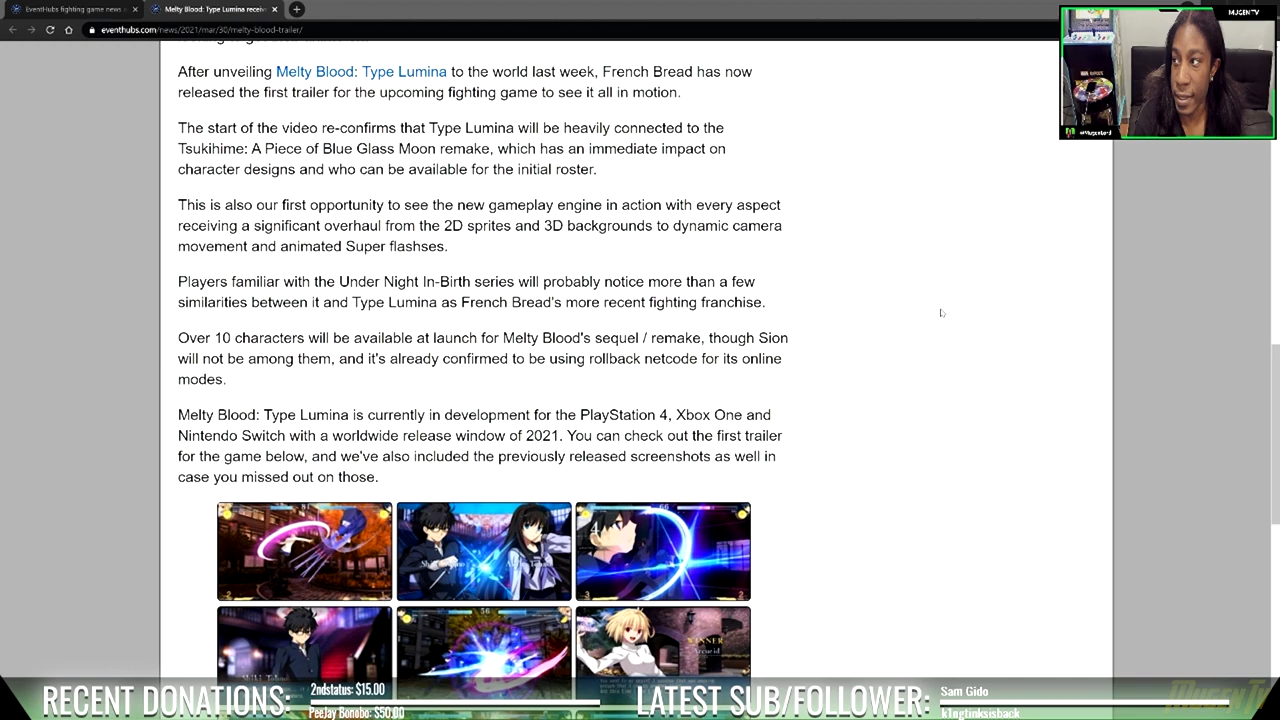 EventHubs fighting game news
Melty Blood: Type Lumina receiv
MUGEN TV
eventhubs.com/news/2021/mar/30/melty-blood-trailer/
After unveiling Melty Blood: Type Lumina to the world last week, French Bread has now
released the first trailer for the upcoming fighting game to see it all in motion.
The start of the video re-confirms that Type Lumina will be heavily connected to the
Tsukihime: A Piece of Blue Glass Moon remake, which has an immediate impact on
character designs and who can be available for the initial roster.
This is also our first opportunity to see the new gameplay engine in action with every aspect
receiving a significant overhaul from the 2D sprites and 3D backgrounds to dynamic camera
movement and animated Super flashses.
Players familiar with the Under Night In-Birth series will probably notice more than a few
similarities between it and Type Lumina as French Bread's more recent fighting franchise.
Over 10 characters will be available at launch for Melty Blood's sequel / remake, though Sion
will not be among them, and it's already confirmed to be using rollback netcode for its online
modes.
Melty Blood: Type Lumina is currently in development for the PlayStation 4, Xbox One and
Nintendo Switch with a worldwide release window of 2021. You can check out the first trailer
for the game below, and we've also included the previously released screenshots as well in
case you missed out on those.
56
WINNER
Arcueid
RECENT DONATIONS:
2ndstatus: $15.00
PeeJay Bonobo: $50.00
LATEST SUB/FOLLOWER:
Sam Gido
k1ngtinksisback